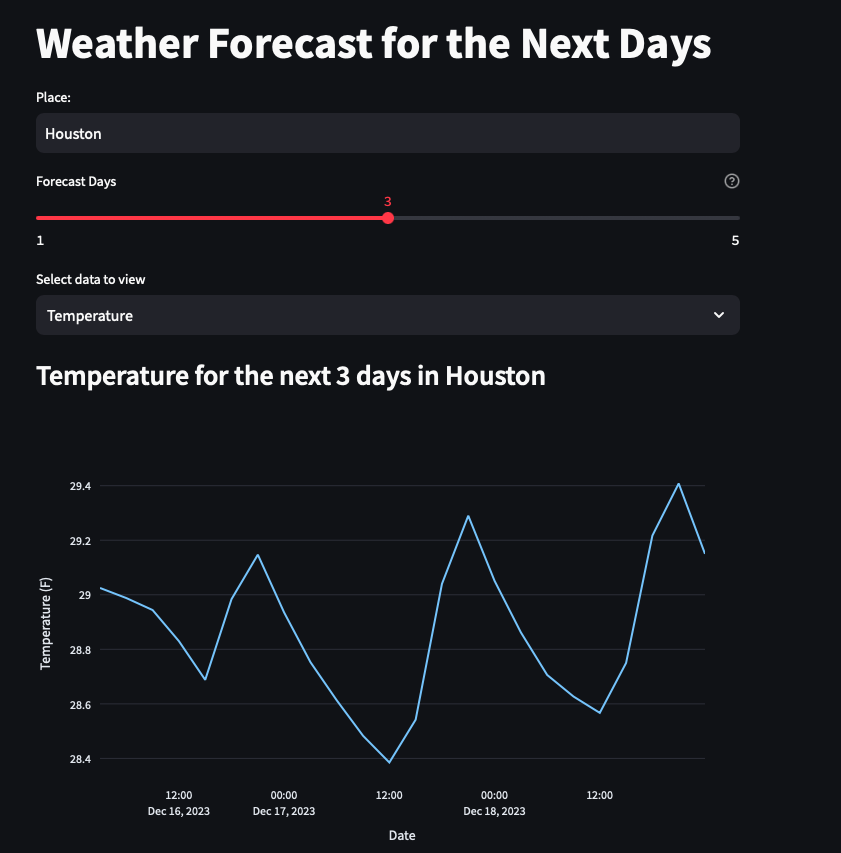 Weather Forecast for the Next Days
Place:
Houston
Forecast Days
3
1
5
Select data to view
Temperature
Temperature for the next 3 days in Houston
29.4
29.2
29
28.8
28.6
28.4
Temperature (F)
12:00
Dec 16, 2023
00:00
Dec 17, 2023
12:00
00:00
Dec 18, 2023
12:00
Date